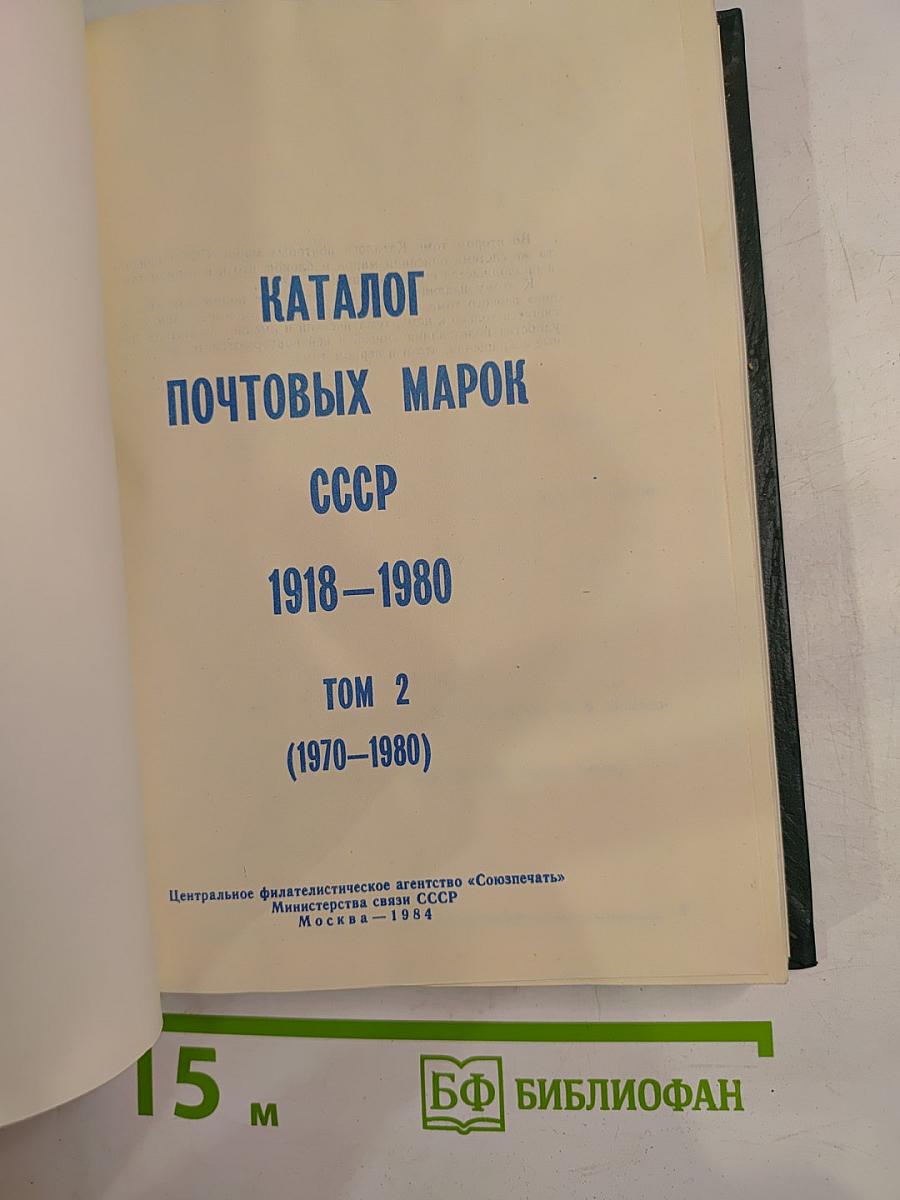 КАТАЛОГ
ПОЧТОВЫХ МАРОК
СССР
1918—1980
ТОМ 2
(1970—1980)
Центральное филателистическое агентство «Союзпечать»
Министерства связи СССР
Москва—1984
15 м
БФ БИБЛИОФАН